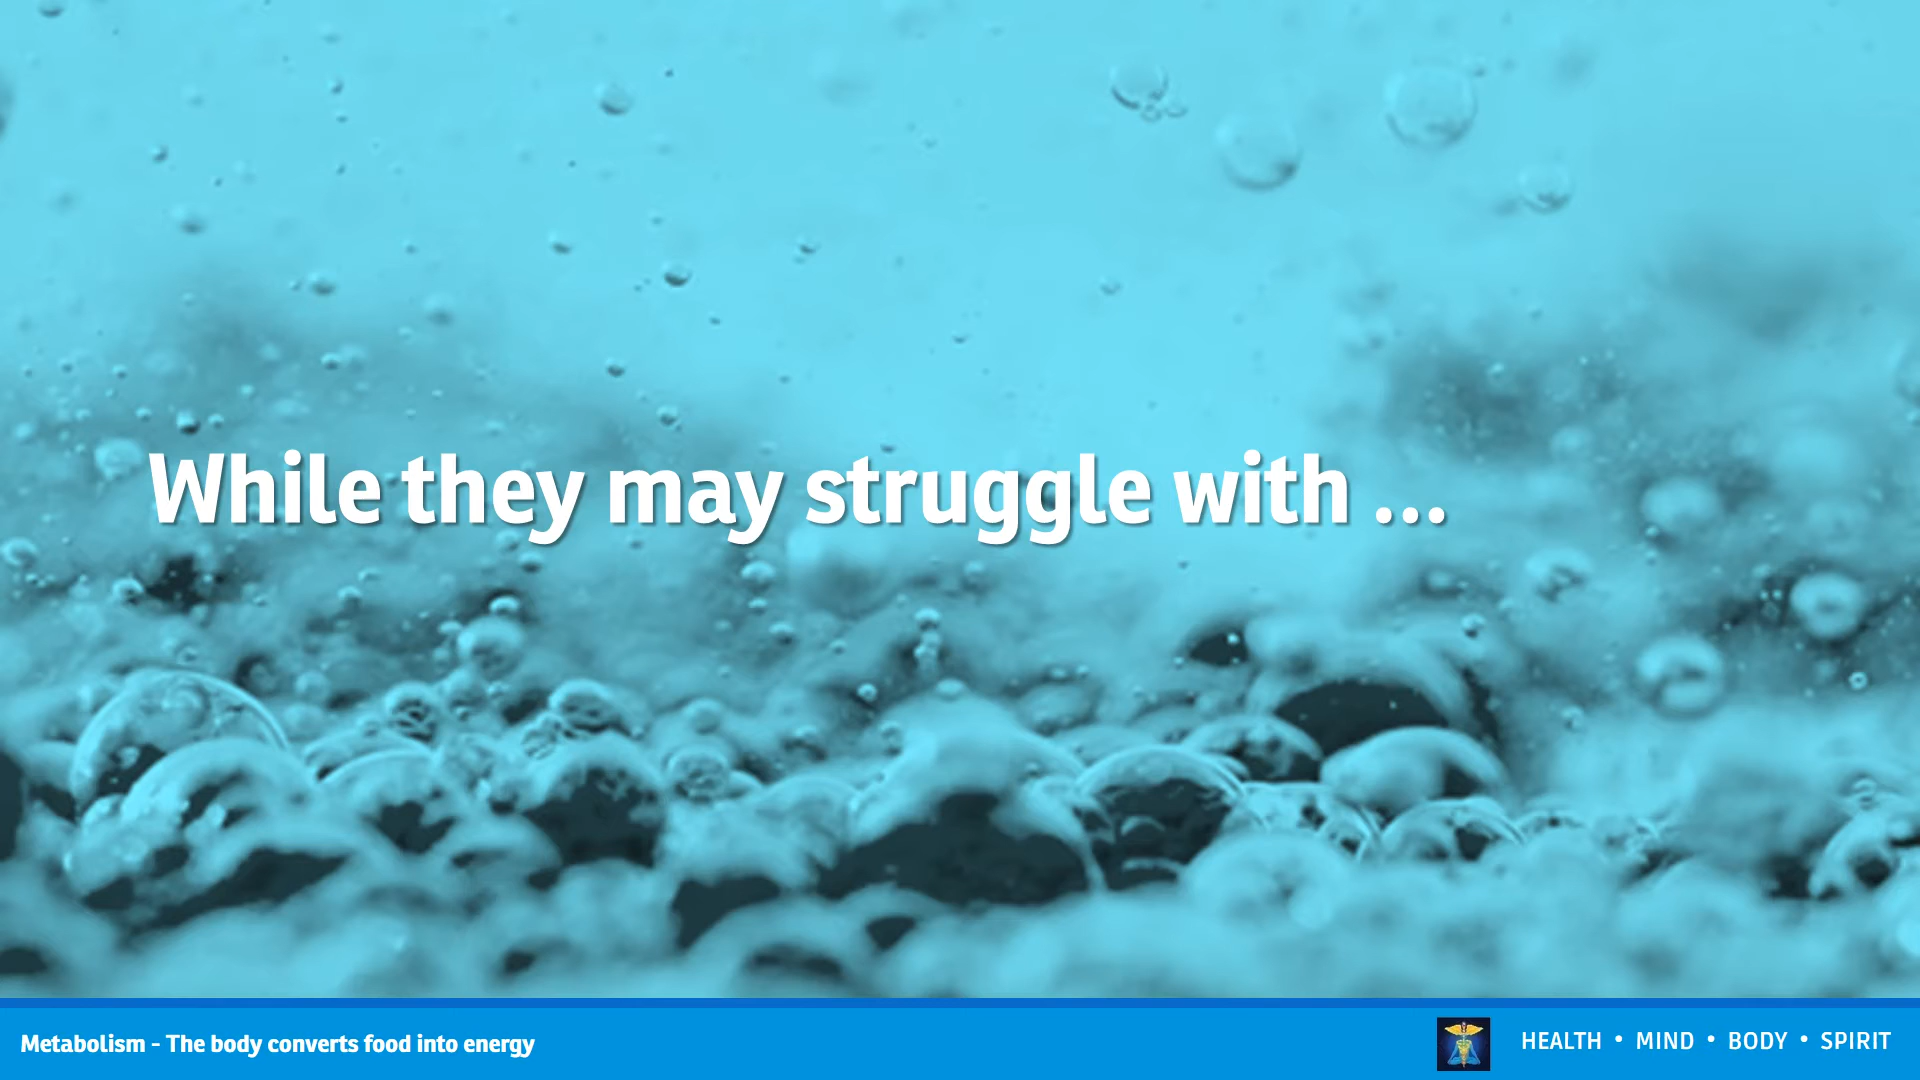 While they may struggle with ...
Metabolism - The body converts food into energy
HEALTH • MIND • BODY • SPIRIT